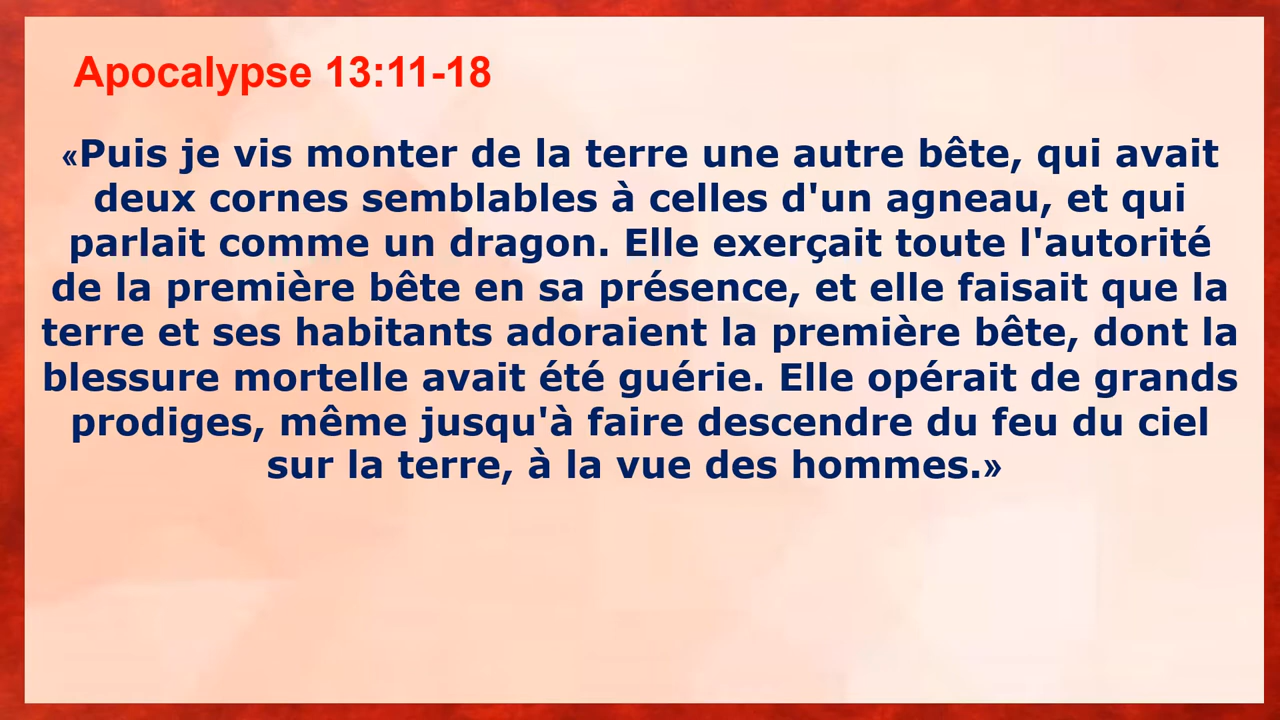 Apocalypse 13:11-18
«Puis je vis monter de la terre une autre bête, qui avait
deux cornes semblables à celles d'un agneau, et qui
parlait comme un dragon. Elle exerçait toute l'autorité
de la première bête en sa présence, et elle faisait que la
terre et ses habitants adoraient la première bête, dont la
blessure mortelle avait été guérie. Elle opérait de grands
prodiges, même jusqu'à faire descendre du feu du ciel
sur la terre, à la vue des hommes.»